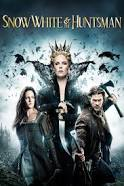 SNOW WHITE & THE HUNTSMAN